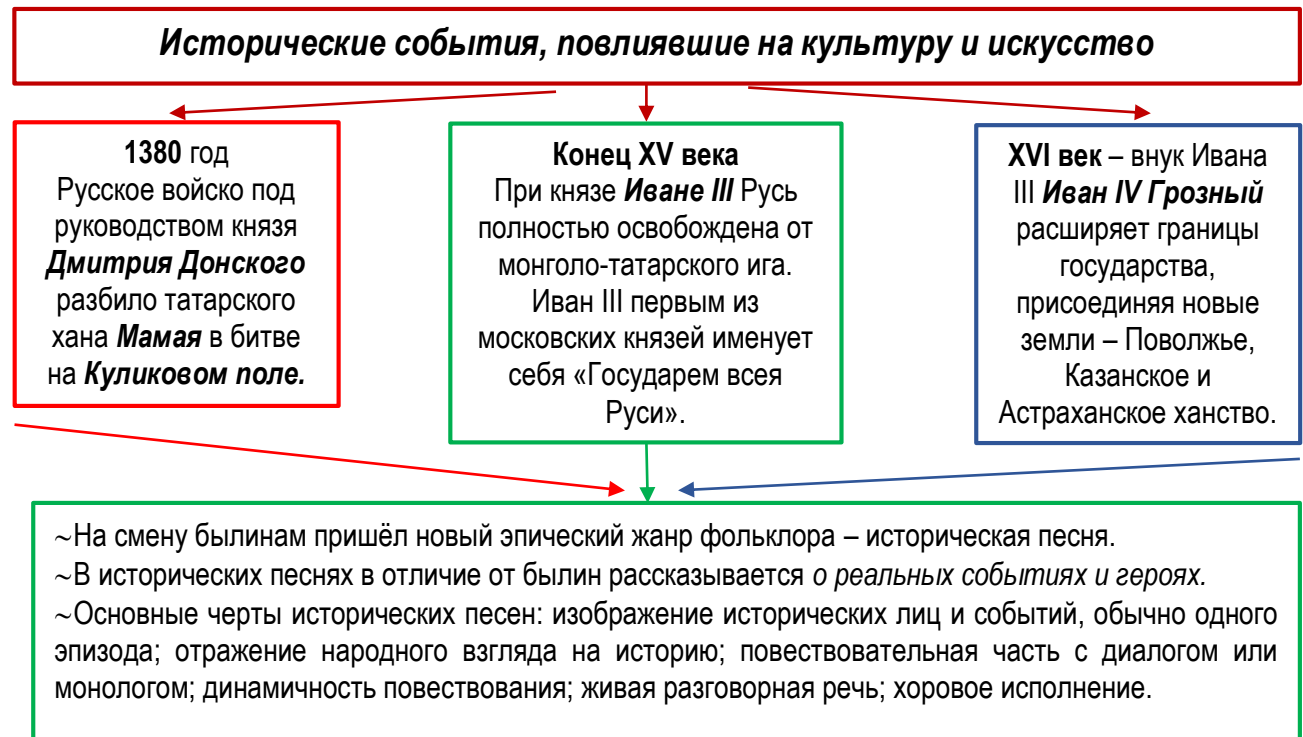 Исторические события, повлиявшие на культуру и искусство
1380 год
Русское войско под
руководством князя
Дмитрия Донского
разбило татарского
хана Мамая в битве
на Куликовом поле.
Конец XV века
При князе Иване III Русь
полностью освобождена от
монголо-татарского ига.
Иван III первым из
московских князей именует
себя «Государем всея
Руси».
XVI век – внук Ивана
III Иван IV Грозный
расширяет границы
государства,
присоединяя новые
земли – Поволжье,
Казанское и
Астраханское ханство.
~На смену былинам пришёл новый эпический жанр фольклора – историческая песня.
~В исторических песнях в отличие от былин рассказывается о реальных событиях и героях.
~Основные черты исторических песен: изображение исторических лиц и событий, обычно одного
эпизода; отражение народного взгляда на историю; повествовательная часть с диалогом или
монологом; динамичность повествования; живая разговорная речь; хоровое исполнение.